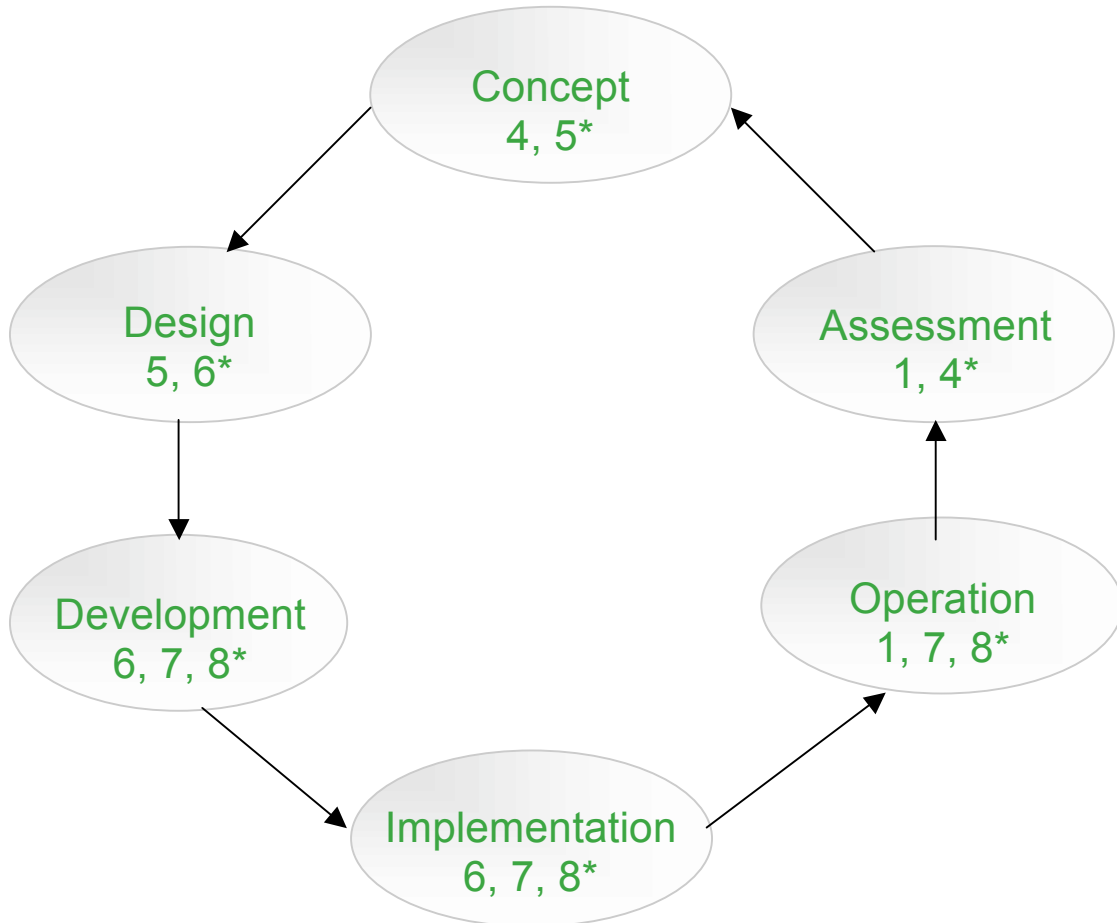 Concept
4, 5*
Design
5, 6*
Assessment
1, 4*
Development
6, 7, 8*
Operation
1, 7, 8*
Implementation
6, 7, 8*